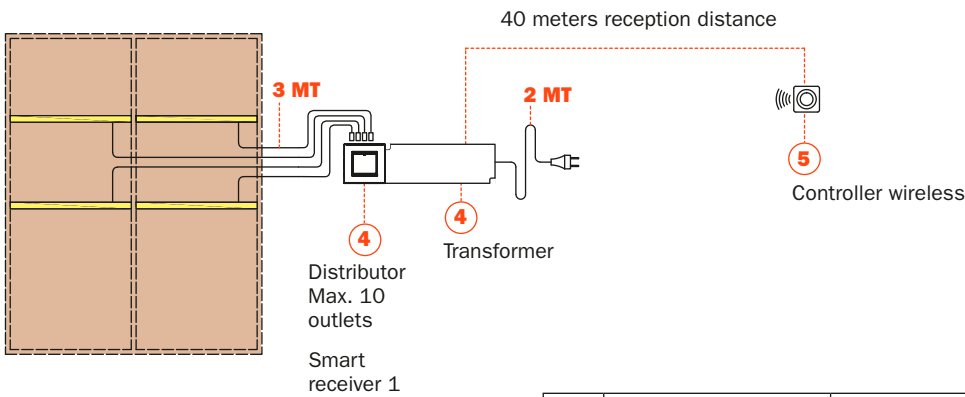 40 meters reception distance
3 MT
2 MT
5
Controller wireless
4
4
Transformer
Distributor
Max. 10
outlets
Smart
receiver 1